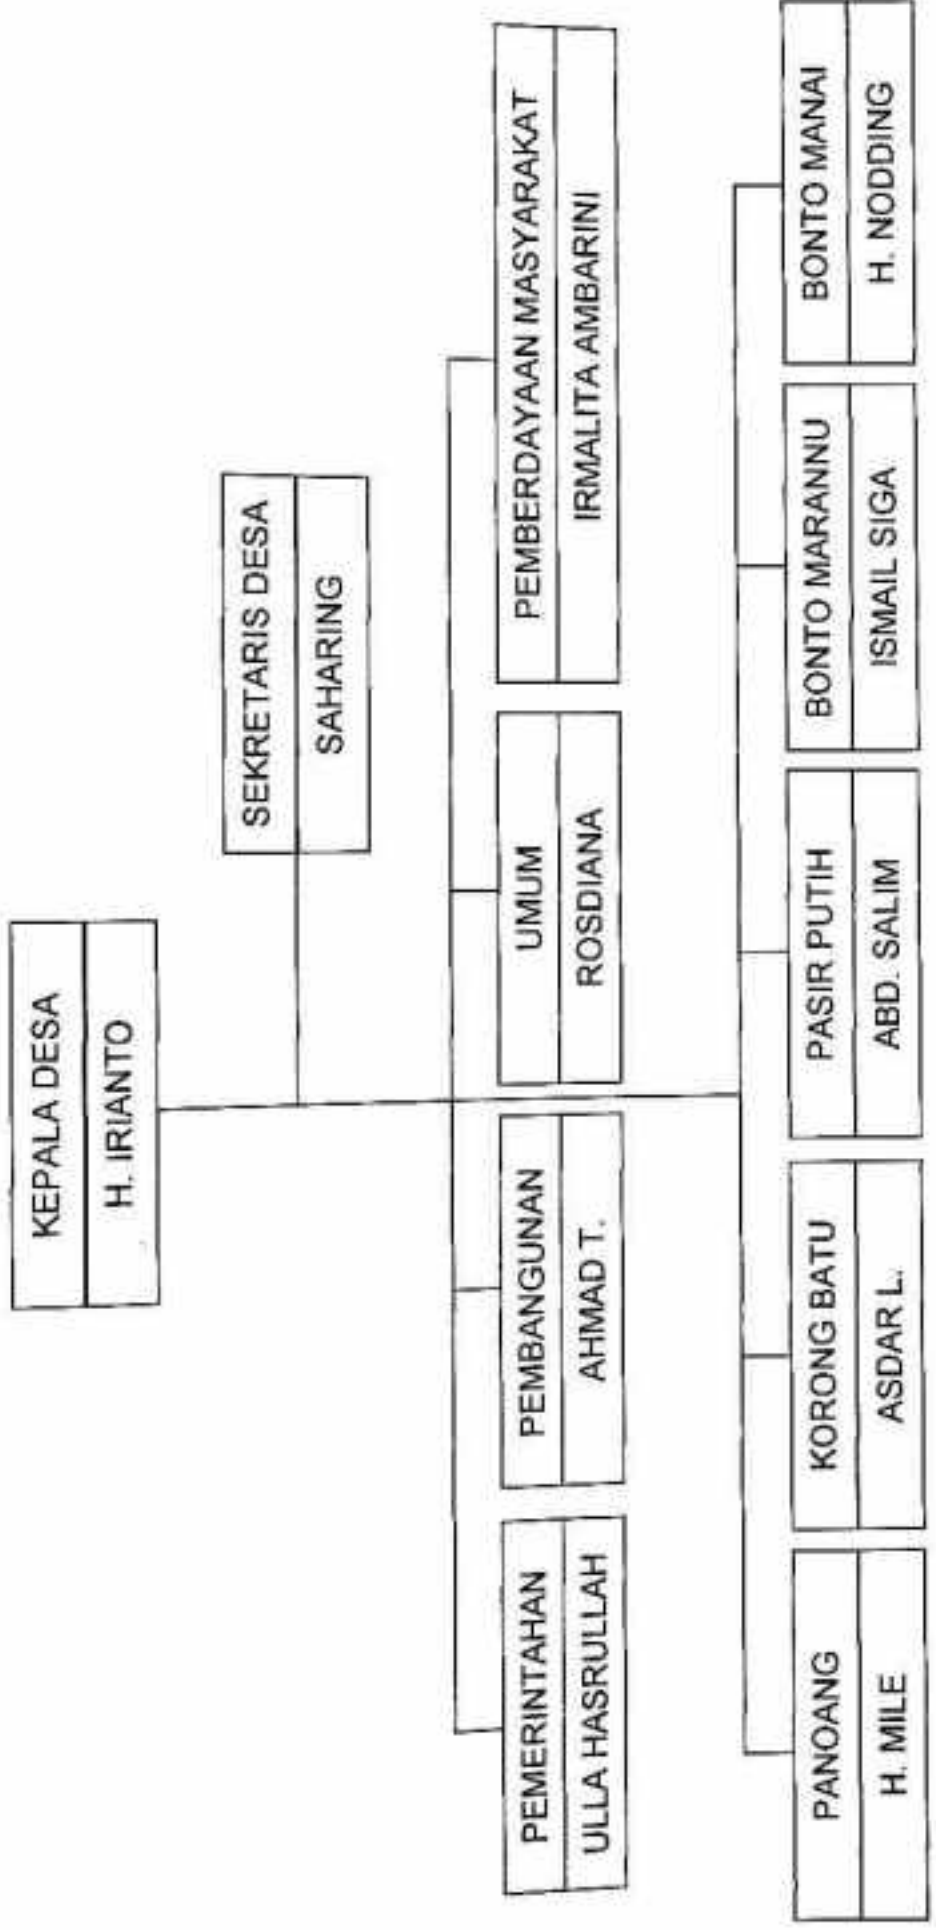 KEPALA DESA
H. IRIANTO
SEKRETARIS DESA
SAHARING
PEMERINTAHAN
ULLA HASRULLAH
PEMBANGUNAN
AHMAD T.
UMUM
ROSDIANA
PEMBERDAYAAN MASYARAKAT
IRMALITA AMBARINI
PANOANG
H. MILE
KORONG BATU
ASDAR L.
PASIR PUTIH
ABD. SALIM
BONTO MARANNU
ISMAIL SIGA
BONTO MANAI
H. NODDING